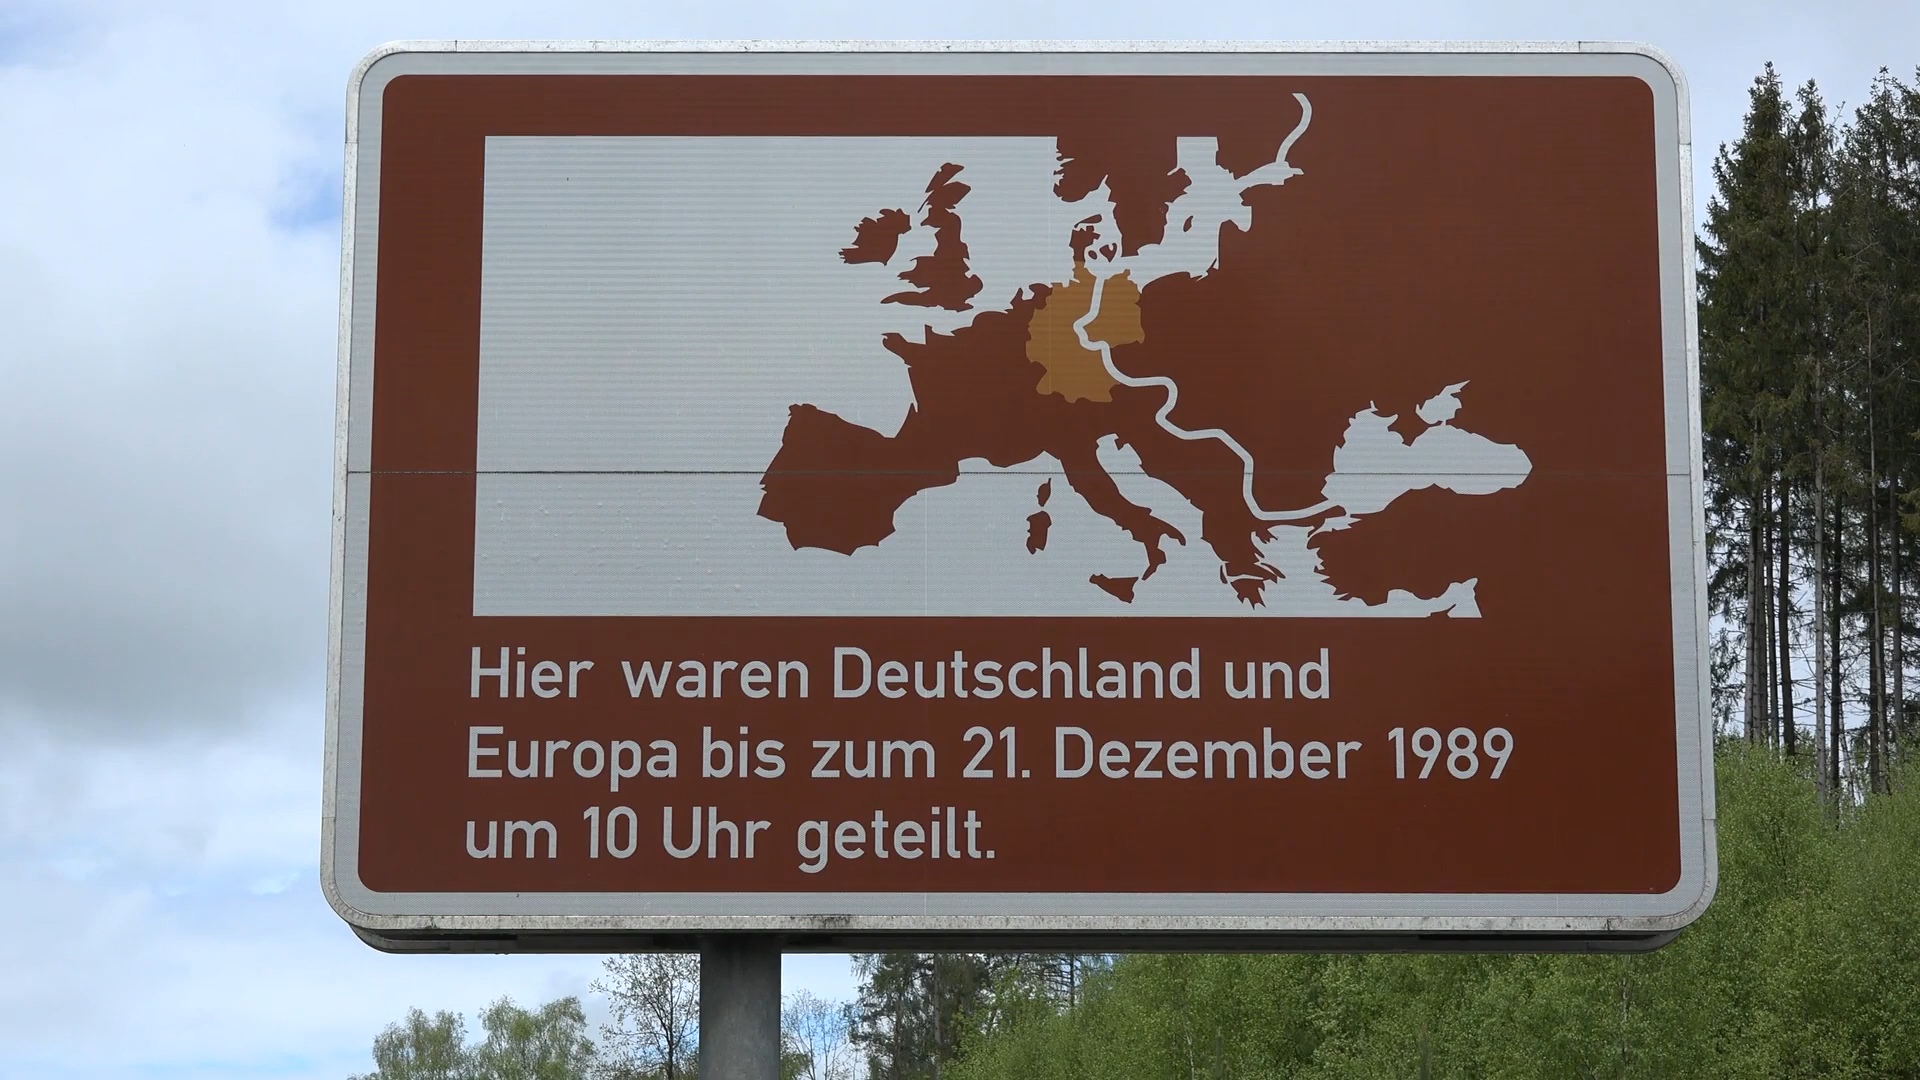 Hier waren Deutschland und
Europa bis zum 21. Dezember 1989
um 10 Uhr geteilt.